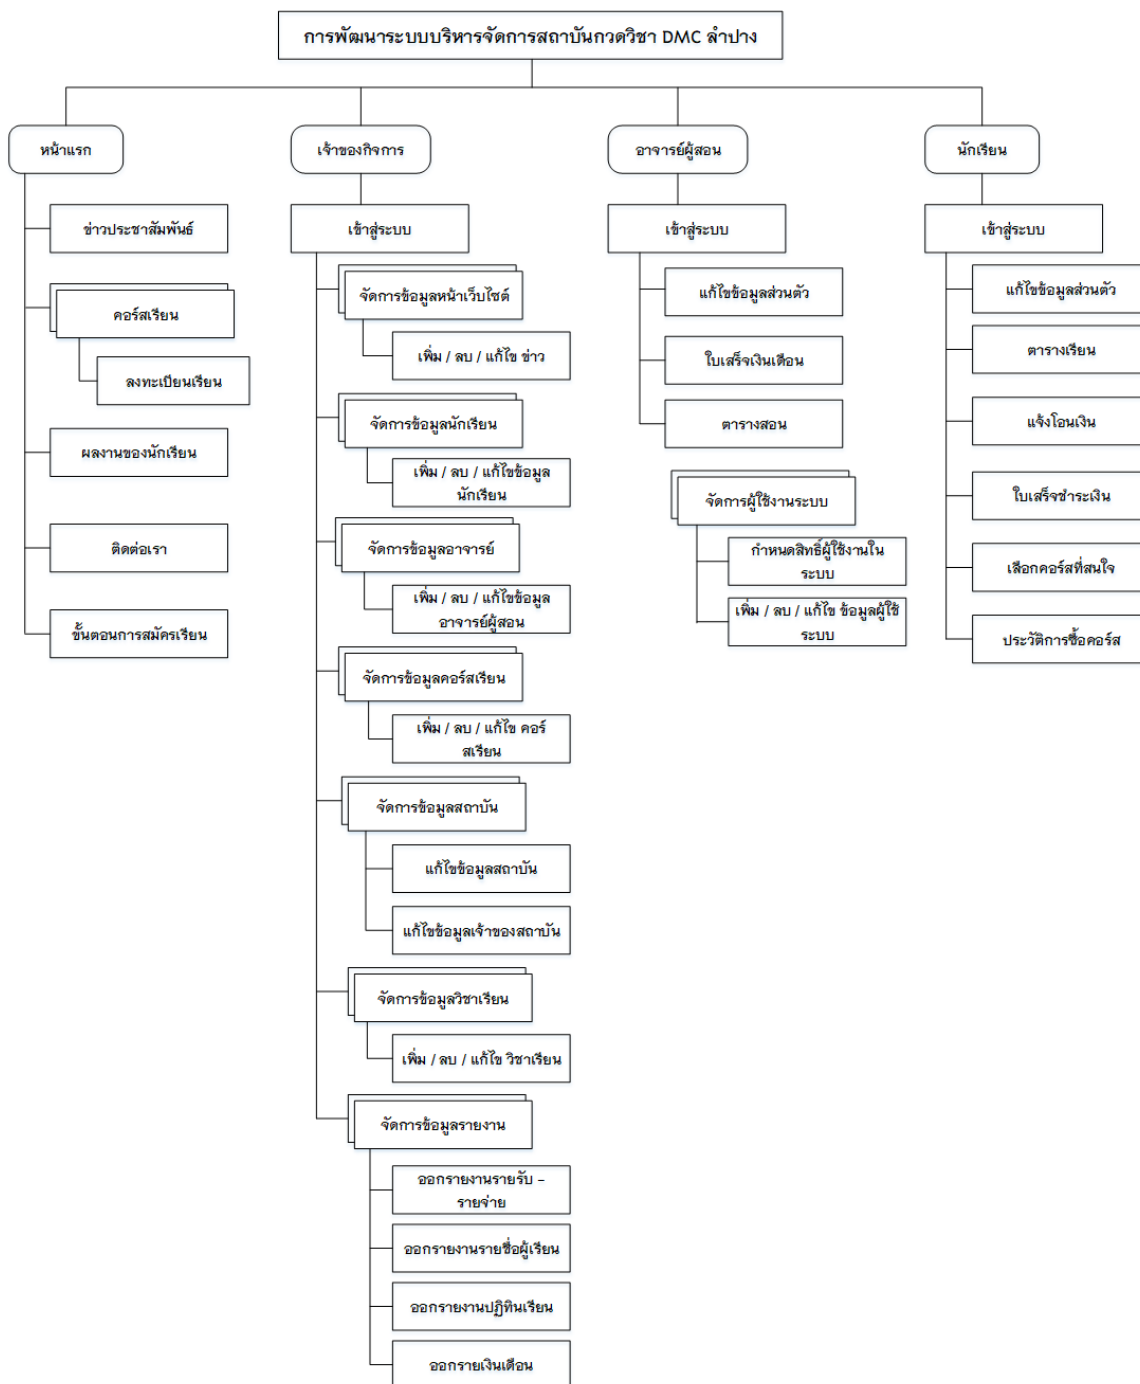 การพัฒนาระบบบริหารจัดการสถาบันกวดวิชา DMC ลำปาง
หน้าแรก
ข่าวประชาสัมพันธ์
คอร์สเรียน
ลงทะเบียนเรียน
ผลงานของนักเรียน
ติดต่อเรา
ขั้นตอนการสมัครเรียน
เจ้าของกิจการ
เข้าสู่ระบบ
จัดการข้อมูลหน้าเว็บไซต์
เพิ่ม / ลบ / แก้ไข ข่าว
จัดการข้อมูลนักเรียน
เพิ่ม / ลบ / แก้ไขข้อมูล
นักเรียน
จัดการข้อมูลอาจารย์
เพิ่ม / ลบ / แก้ไขข้อมูล
อาจารย์ผู้สอน
จัดการข้อมูลคอร์สเรียน
เพิ่ม / ลบ / แก้ไข คอร์
สเรียน
จัดการข้อมูลสถาบัน
แก้ไขข้อมูลสถาบัน
แก้ไขข้อมูลเจ้าของสถาบัน
จัดการข้อมูลวิชาเรียน
เพิ่ม / ลบ / แก้ไข วิชาเรียน
จัดการข้อมูลรายงาน
ออกรายงานรายรับ –
รายจ่าย
ออกรายงานรายชื่อผู้เรียน
ออกรายงานปฏิทินเรียน
ออกรายเงินเดือน
อาจารย์ผู้สอน
เข้าสู่ระบบ
แก้ไขข้อมูลส่วนตัว
ใบเสร็จเงินเดือน
ตารางสอน
จัดการผู้ใช้งานระบบ
กำหนดสิทธิ์ผู้ใช้งานใน
ระบบ
เพิ่ม / ลบ / แก้ไข ข้อมูลผู้ใช้
ระบบ
นักเรียน
เข้าสู่ระบบ
แก้ไขข้อมูลส่วนตัว
ตารางเรียน
แจ้งโอนเงิน
ใบเสร็จชำระเงิน
เลือกคอร์สที่สนใจ
ประวัติการซื้อคอร์ส